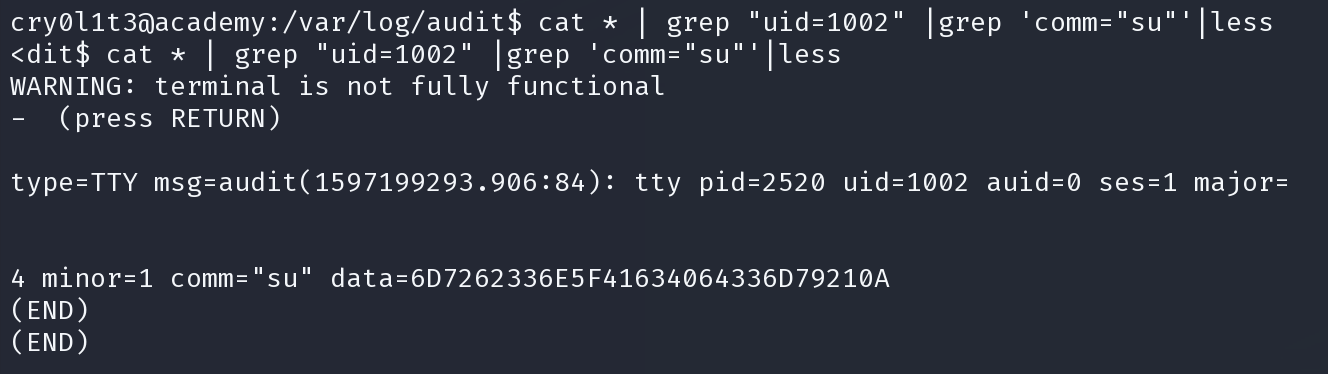 cry0l1t3@academy:/var/log/audit$ cat * | grep "uid=1002" |grep 'comm="su"'|less
<dit$ cat * | grep "uid=1002" |grep 'comm="su"'|less
WARNING: terminal is not fully functional
-  (press RETURN)
type=TTY msg=audit(1597199293.906:84): tty pid=2520 uid=1002 auid=0 ses=1 major=
4 minor=1 comm="su" data=6D7262336E5F41634064336D79210A
(END)
(END)